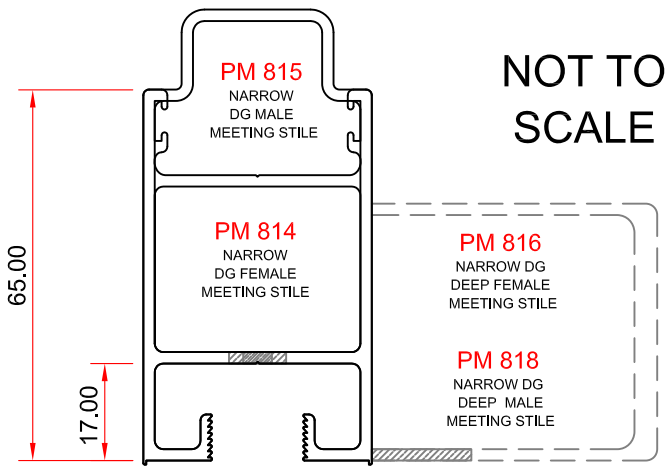 PM 815
NARROW
DG MALE
MEETING STILE
NOT TO
SCALE
PM 814
NARROW
DG FEMALE
MEETING STILE
PM 816
NARROW DG
DEEP FEMALE
MEETING STILE
PM 818
NARROW DG
DEEP MALE
MEETING STILE
65.00
17.00